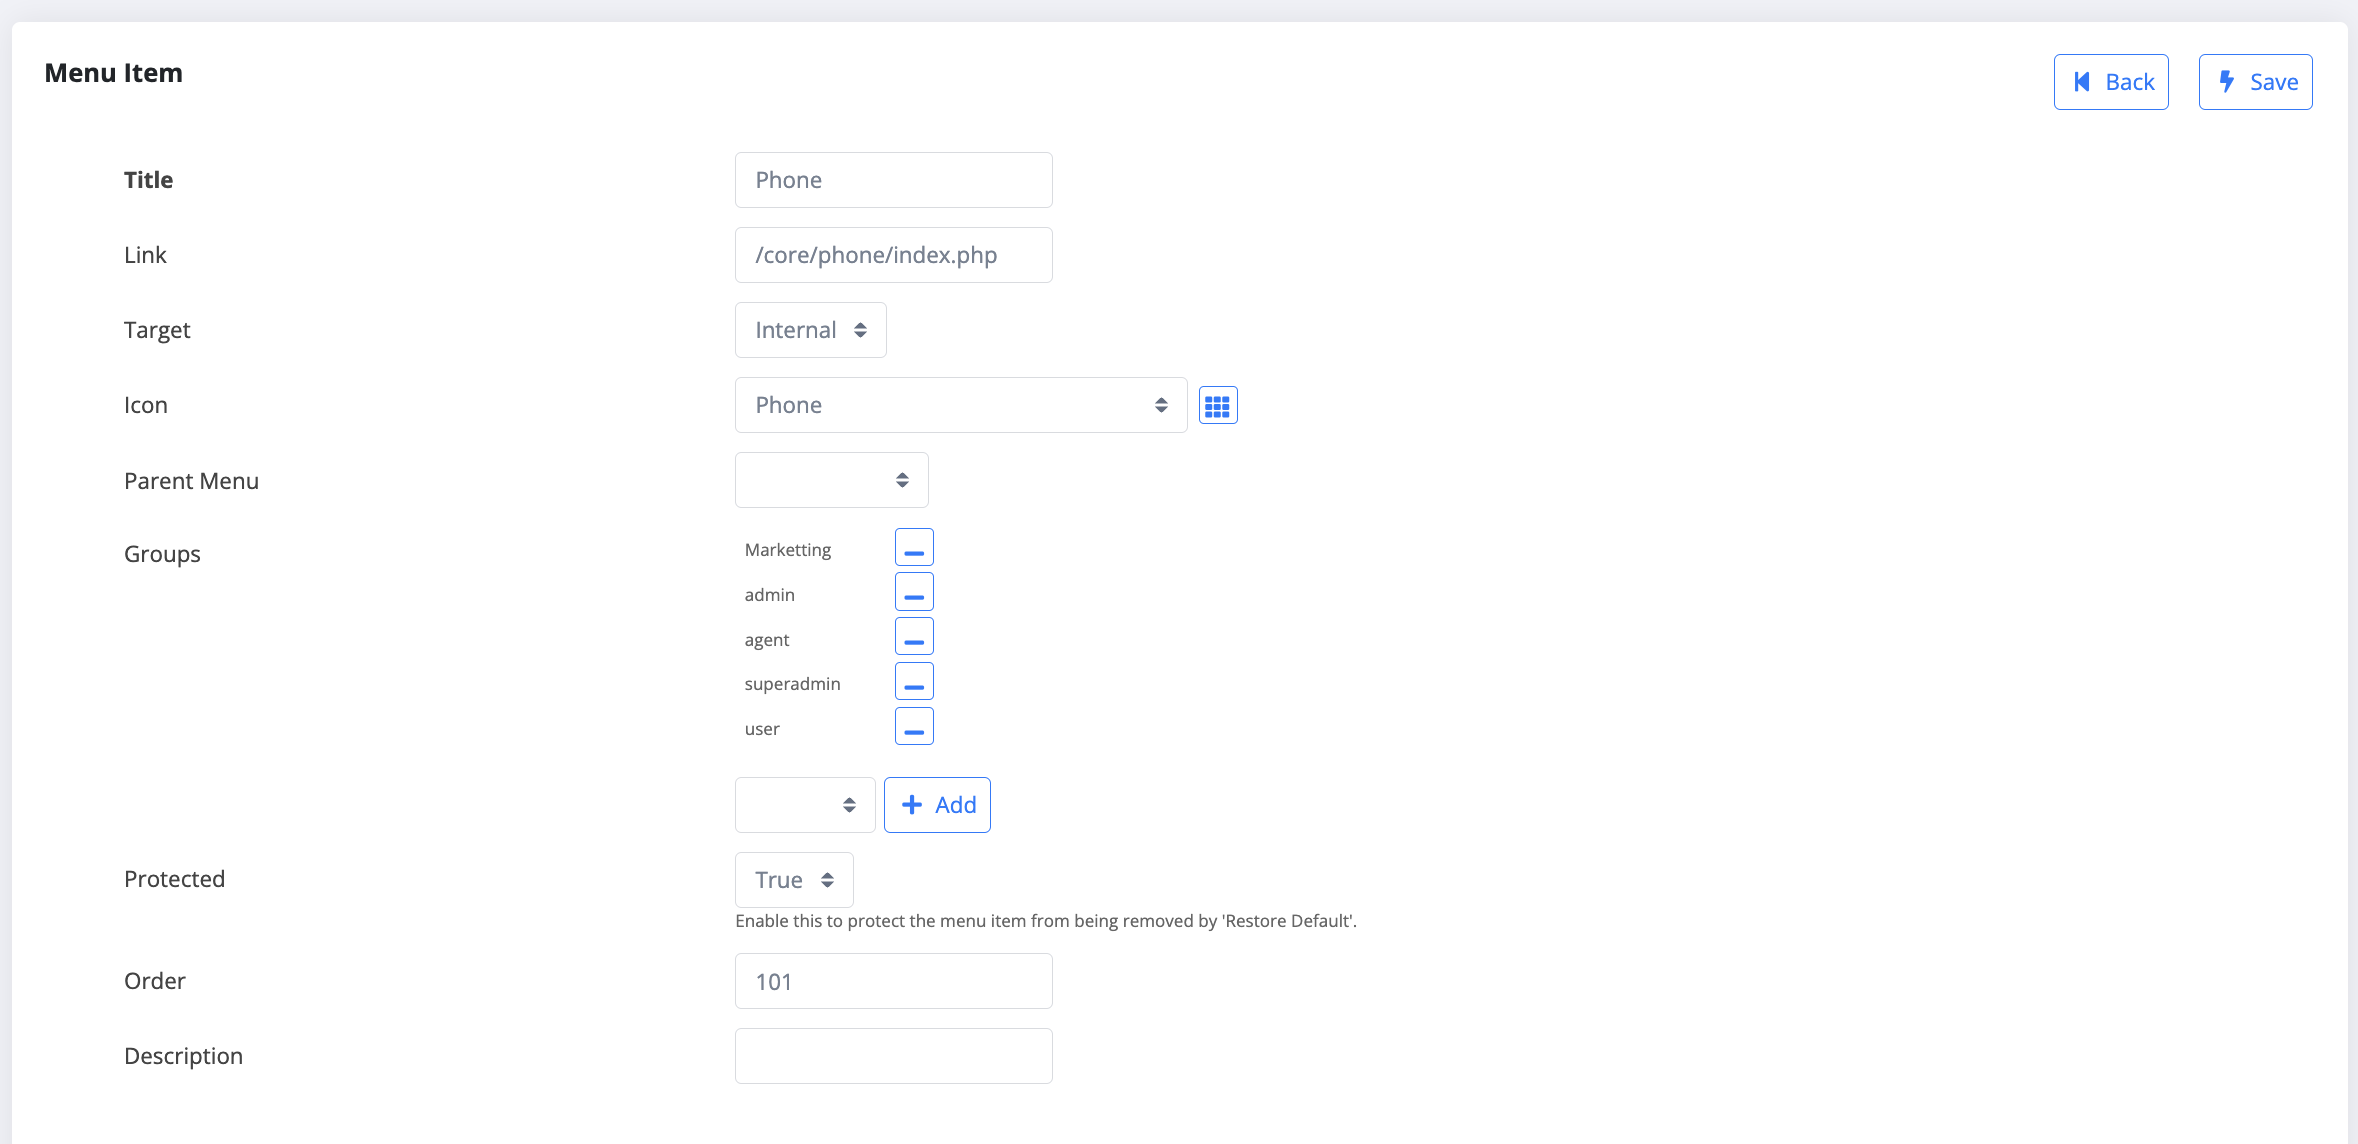 Menu Item
Back
Save
Title
Phone
Link
/core/phone/index.php
Target
Internal
Icon
Phone
Parent Menu
Groups
Marketting
admin
agent
superadmin
user
Add
Protected
True
Enable this to protect the menu item from being removed by 'Restore Default'.
Order
101
Description